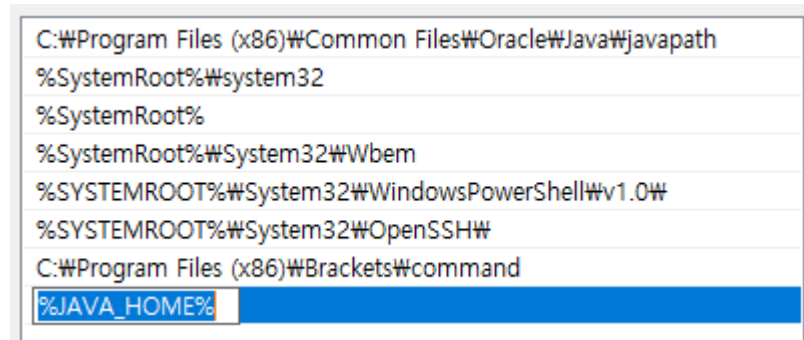 C:₩Program Files (x86)₩Common Files₩Oracle₩Java₩javapath
%SystemRoot%₩system32
%SystemRoot%
%SystemRoot%₩System32₩Wbem
%SYSTEMROOT%₩System32₩WindowsPowerShell₩v1.0₩
%SYSTEMROOT%₩System32₩OpenSSH₩
C:₩Program Files (x86)₩Brackets₩command
%JAVA_HOME%